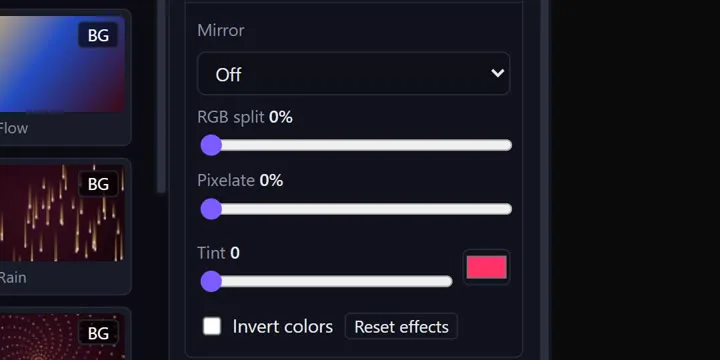 BG
Flow
BG
Rain
BG
Mirror
Off
RGB split 0%
Pixelate 0%
Tint 0
Invert colors
Reset effects